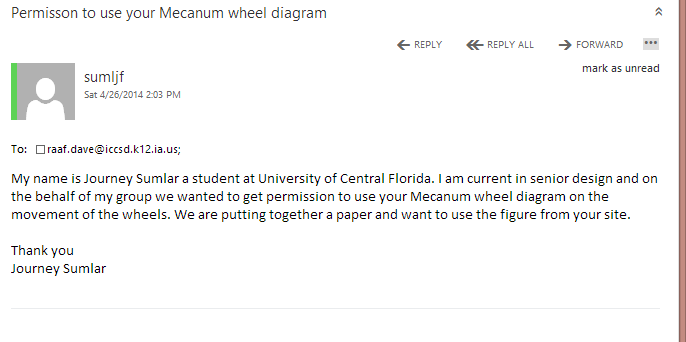 Permisson to use your Mecanum wheel diagram
REPLY REPLY ALL FORWARD
mark as unread
sumljf
Sat 4/26/2014 2:03 PM
To: raaf.dave@iccsd.k12.ia.us;
My name is Journey Sumlar a student at University of Central Florida. I am current in senior design and on
the behalf of my group we wanted to get permission to use your Mecanum wheel diagram on the
movement of the wheels. We are putting together a paper and want to use the figure from your site.
Thank you
Journey Sumlar